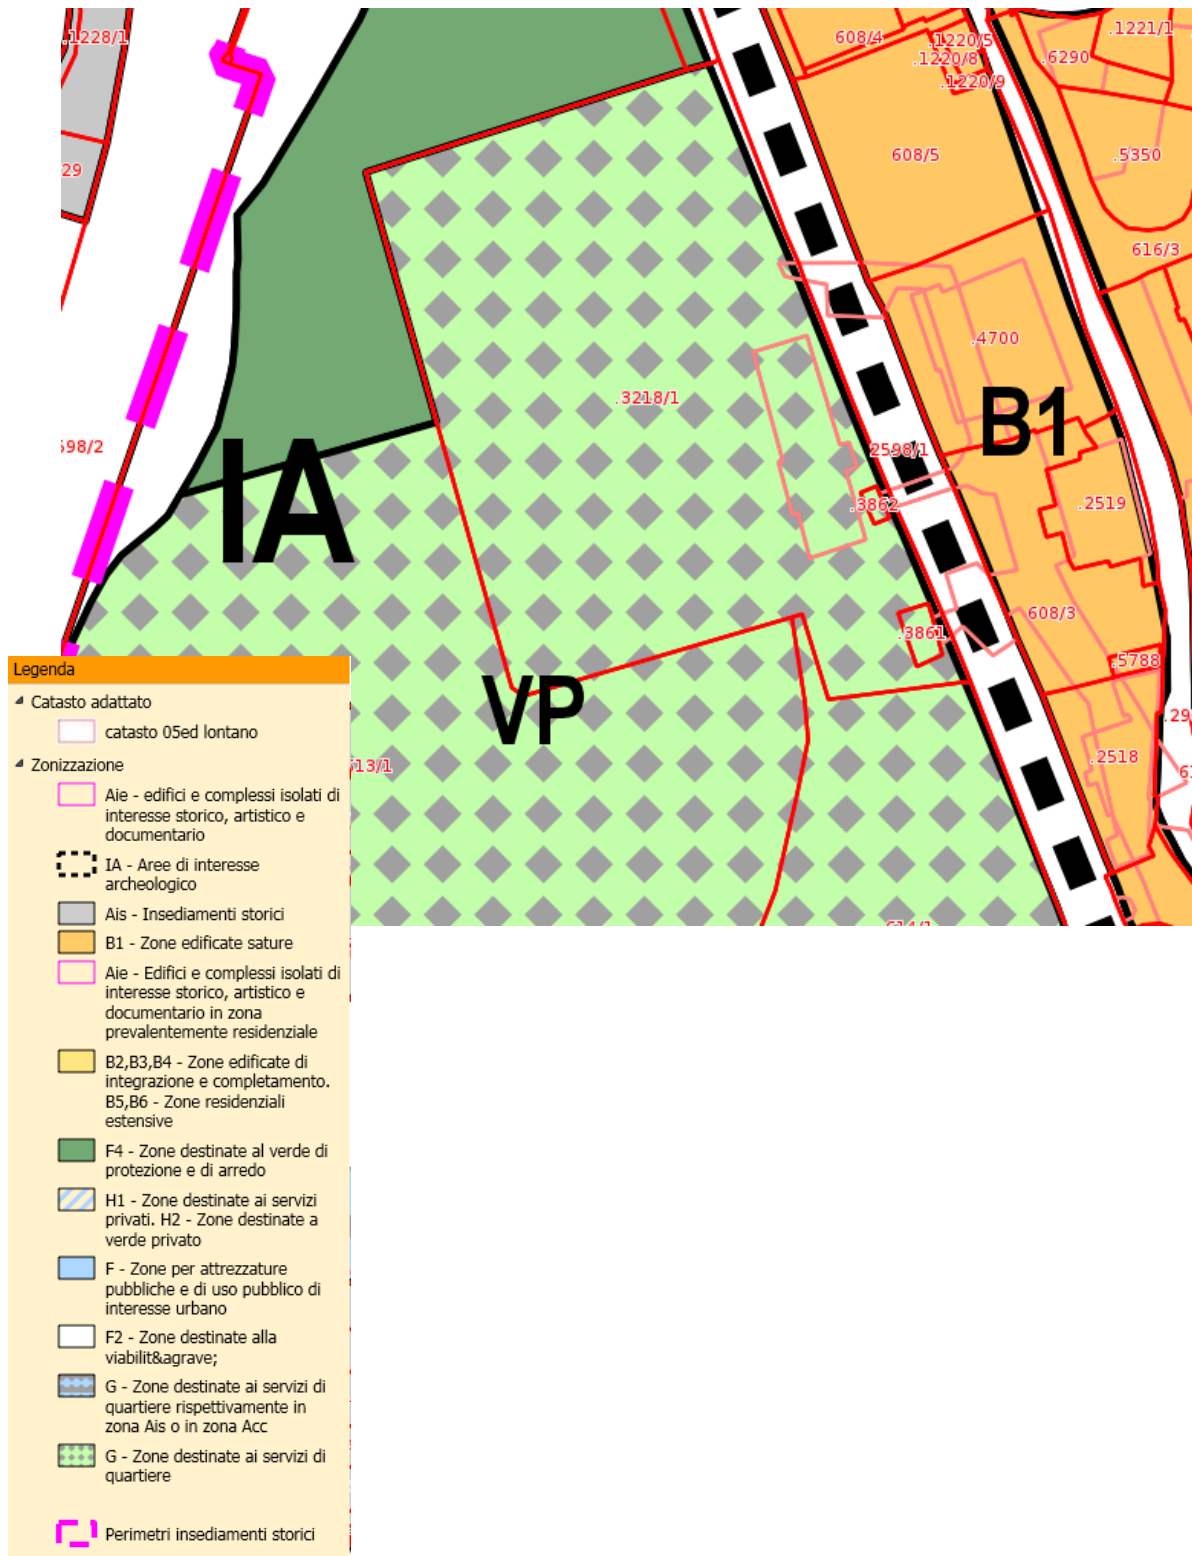 .1228/1
608/4
.1220/5
.1221/1
.1220/8
.6290
.1220/9
29
608/5
.5350
616/3
.4700
.3218/1
B1
598/2
2598/1
IA
.3862
.2519
608/3
.3861
.5788
VP
.29
13/1
.2518
61
614/1
Legenda
Catasto adattato
catasto 05ed lontano
Zonizzazione
Aie - edifici e complessi isolati di
interesse storico, artistico e
documentario
IA - Aree di interesse
archeologico
Ais - Insediamenti storici
B1 - Zone edificate sature
Aie - Edifici e complessi isolati di
interesse storico, artistico e
documentario in zona
prevalentemente residenziale
B2,B3,B4 - Zone edificate di
integrazione e completamento.
B5,B6 - Zone residenziali
estensive
F4 - Zone destinate al verde di
protezione e di arredo
H1 - Zone destinate ai servizi
privati. H2 - Zone destinate a
verde privato
F - Zone per attrezzature
pubbliche e di uso pubblico di
interesse urbano
F2 - Zone destinate alla
viabilit&agrave;
G - Zone destinate ai servizi di
quartiere rispettivamente in
zona Ais o in zona Acc
G - Zone destinate ai servizi di
quartiere
Perimetri insediamenti storici